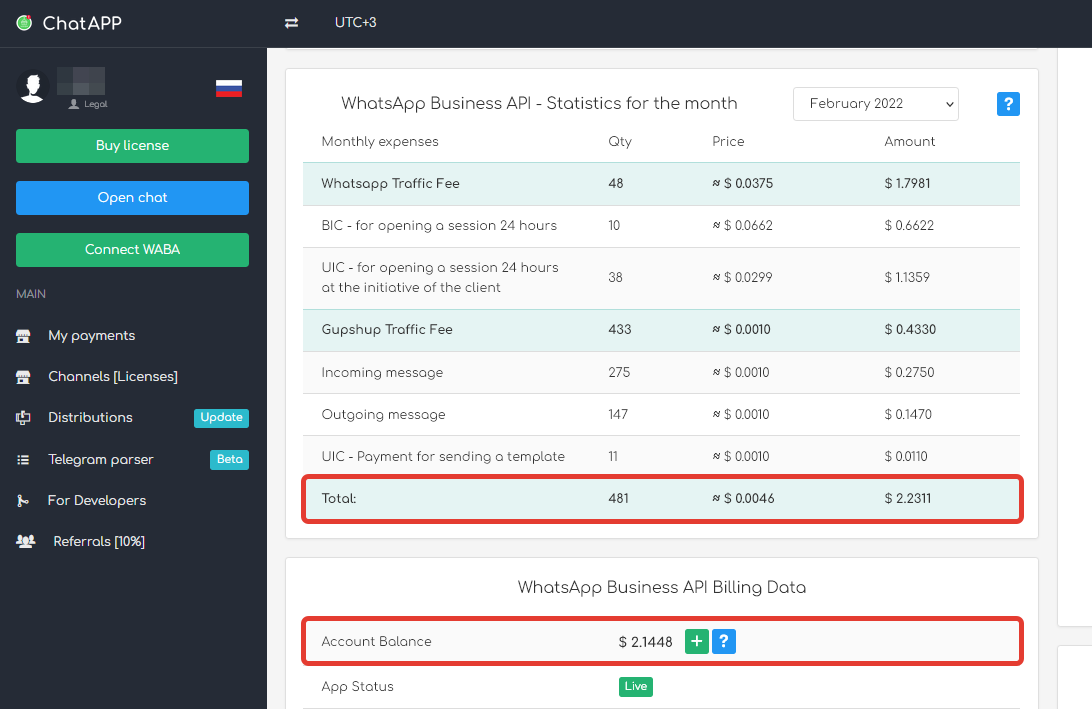 ChatAPP
UTC+3
Legal
Buy license
Open chat
Connect WABA
MAIN
My payments
Channels [Licenses]
Distributions Update
Telegram parser Beta
For Developers
Referrals [10%]
WhatsApp Business API - Statistics for the month February 2022 ?
Monthly expenses Qty Price Amount
Whatsapp Traffic Fee 48 ≈ $ 0.0375 $ 1.7981
BIC - for opening a session 24 hours 10 ≈ $ 0.0662 $ 0.6622
UIC - for opening a session 24 hours
at the initiative of the client 38 ≈ $ 0.0299 $ 1.1359
Gupshup Traffic Fee 433 ≈ $ 0.0010 $ 0.4330
Incoming message 275 ≈ $ 0.0010 $ 0.2750
Outgoing message 147 ≈ $ 0.0010 $ 0.1470
UIC - Payment for sending a template 11 ≈ $ 0.0010 $ 0.0110
Total: 481 ≈ $ 0.0046 $ 2.2311
WhatsApp Business API Billing Data
Account Balance $ 2.1448 + ?
App Status Live